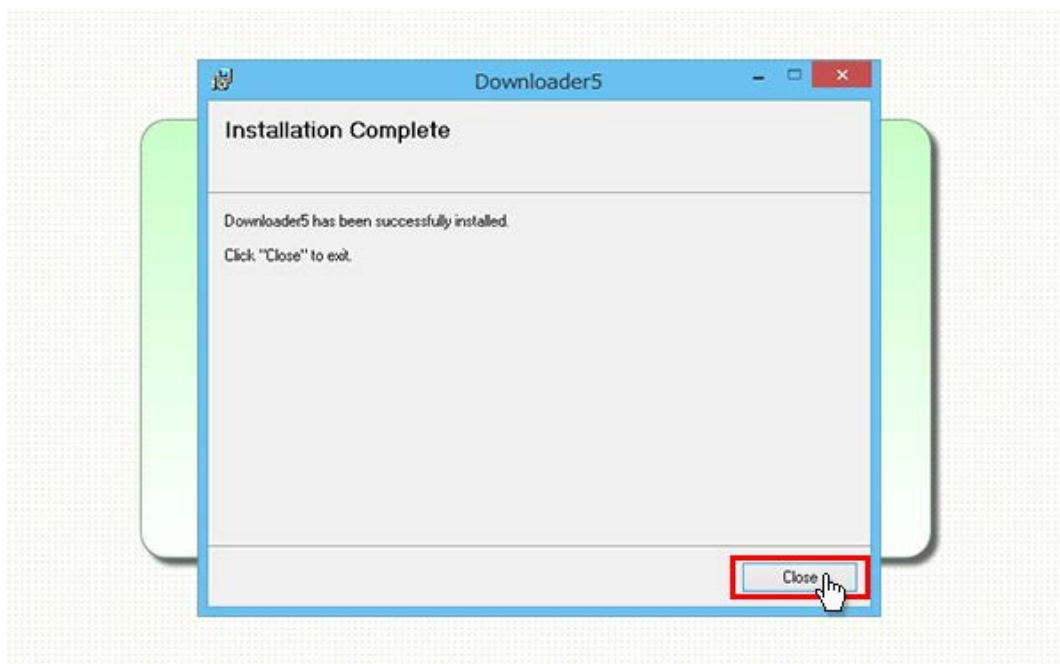 Downloader5
Installation Complete
Downloader5 has been successfully installed.
Click "Close" to exit.
Close